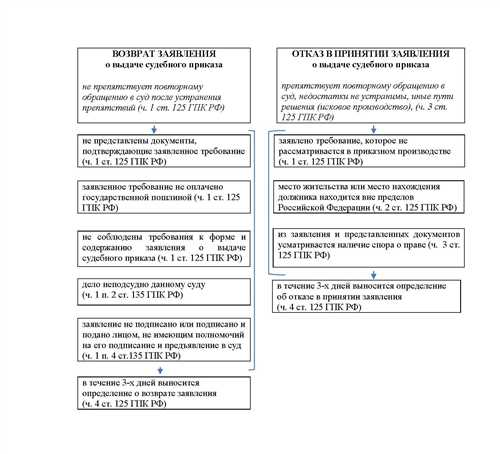 ВОЗВРАТ ЗАЯВЛЕНИЯ
о выдаче судебного приказа
не препятствует повторному
обращению в суд после устранения
препятствий (ч. 1 ст. 125 ГПК РФ)
не представлены документы,
подтверждающие заявленное требование
(ч. 1 ст. 125 ГПК РФ)
заявленное требование не оплачено
государственной пошлиной (ч. 1 ст. 125
ГПК РФ)
не соблюдены требования к форме и
содержанию заявления о выдаче
судебного приказа (ч. 1 ст. 125 ГПК РФ)
дело неподсудно данному суду
(ч. 1 п. 2 ст. 135 ГПК РФ)
заявление не подписано или подписано и
подано лицом, не имеющим полномочий
на его подписание и предъявление в суд
(ч. 1 п. 4 ст.135 ГПК РФ)
в течение 3-х дней выносится
определение о возврате заявления
(ч. 4 ст. 125 ГПК РФ)
ОТКАЗ В ПРИНЯТИИ ЗАЯВЛЕНИЯ
о выдаче судебного приказа
препятствует повторному обращению в
суд, недостатки не устранимы, иные пути
решения (исковое производство), (ч. 3 ст.
125 ГПК РФ)
заявлено требование, которое не
рассматривается в приказном производстве
(ч. 1 ст. 125 ГПК РФ)
место жительства или место нахождения
должника находится вне пределов
Российской Федерации (ч. 2 ст. 125 ГПК РФ)
из заявления и представленных документов
усматривается наличие спора о праве (ч. 3 ст.
125 ГПК РФ)
в течение 3-х дней выносится определение
об отказе в принятии заявления
(ч. 4 ст. 125 ГПК РФ)